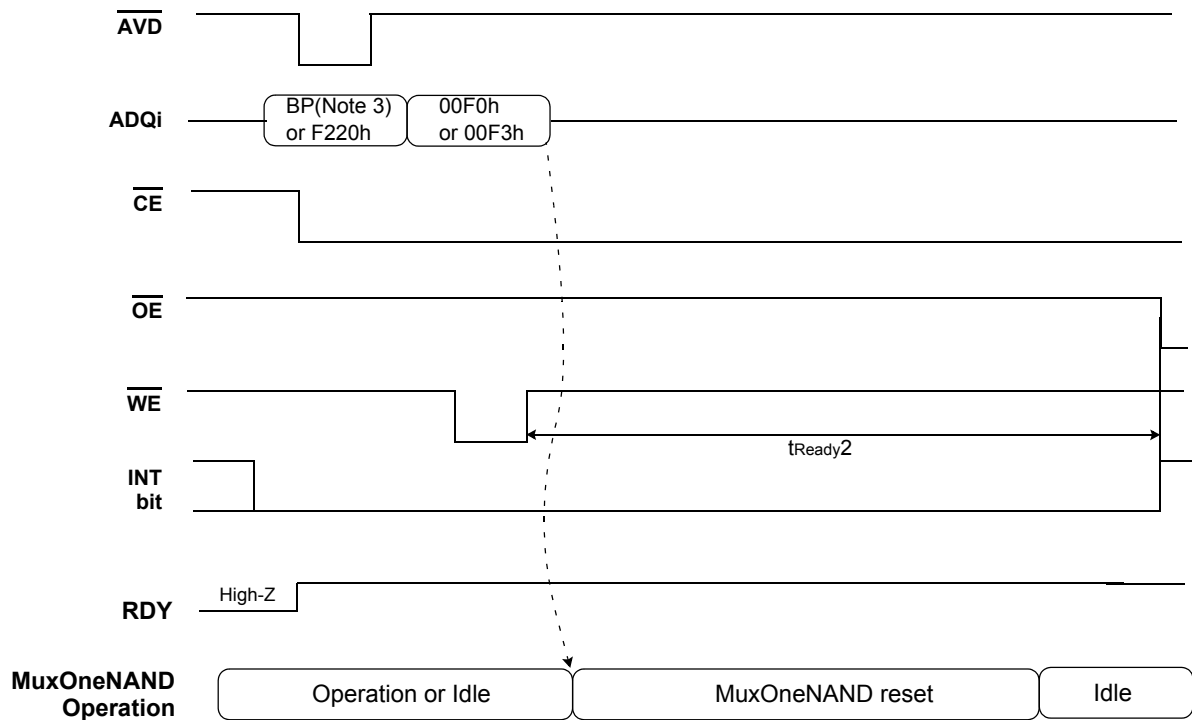 AVD
ADQi
BP(Note 3)
or F220h
00F0h
or 00F3h
CE
OE
WE
tReady2
INT
bit
High-Z
RDY
MuxOneNAND
Operation
Operation or Idle
MuxOneNAND reset
Idle